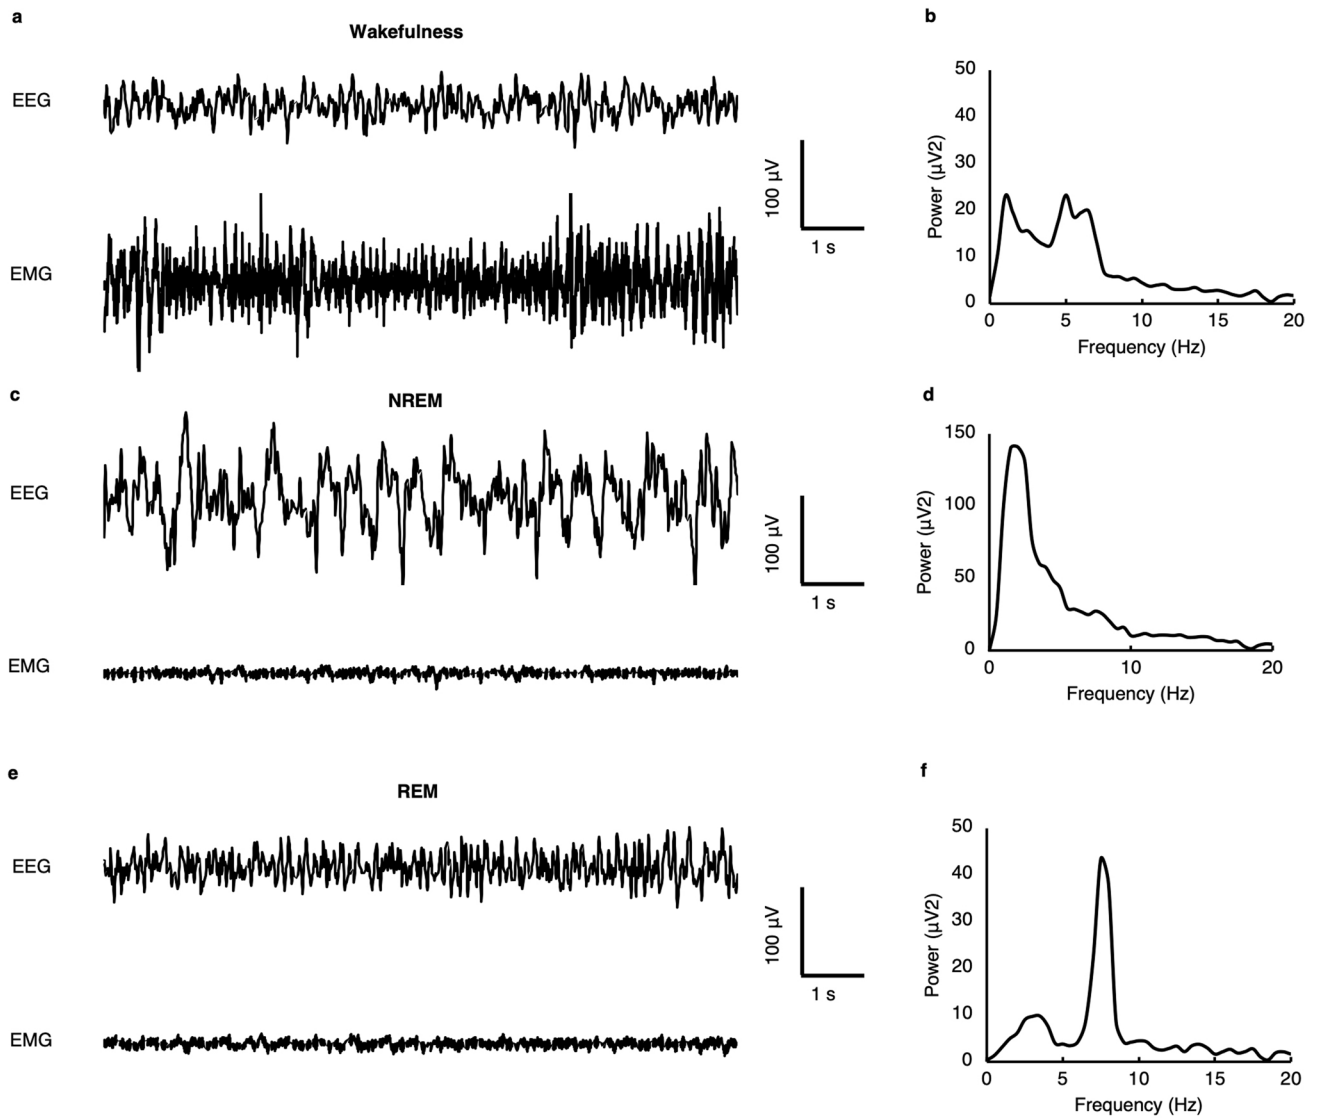 a
Wakefulness
EEG
EMG
100 µV
1 s
b
50
40
30
20
10
0
Power (µV2)
0 5 10 15 20
Frequency (Hz)
c
NREM
EEG
EMG
100 µV
1 s
d
150
100
50
0
Power (µV2)
0 10 20
Frequency (Hz)
e
REM
EEG
EMG
100 µV
1 s
f
50
40
30
20
10
0
Power (µV2)
0 5 10 15 20
Frequency (Hz)